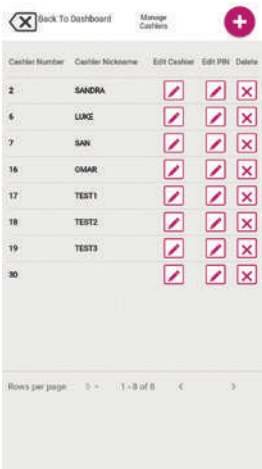 Back To Dashboard
Manage Cashiers
Cashier Number Cashier Nickname Edit Cashier Edit PIN Delete
2 SANDRA
6 LUKE
7 SAN
16 OMAR
17 TEST1
18 TEST2
19 TEST3
30
Rows per page 1-8 of 8 < >